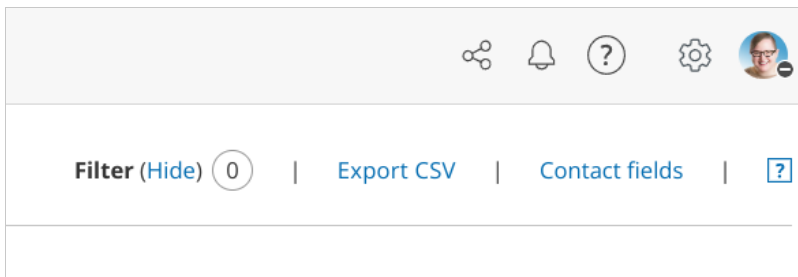 ?
Filter (Hide) 0 | Export CSV | Contact fields | ?